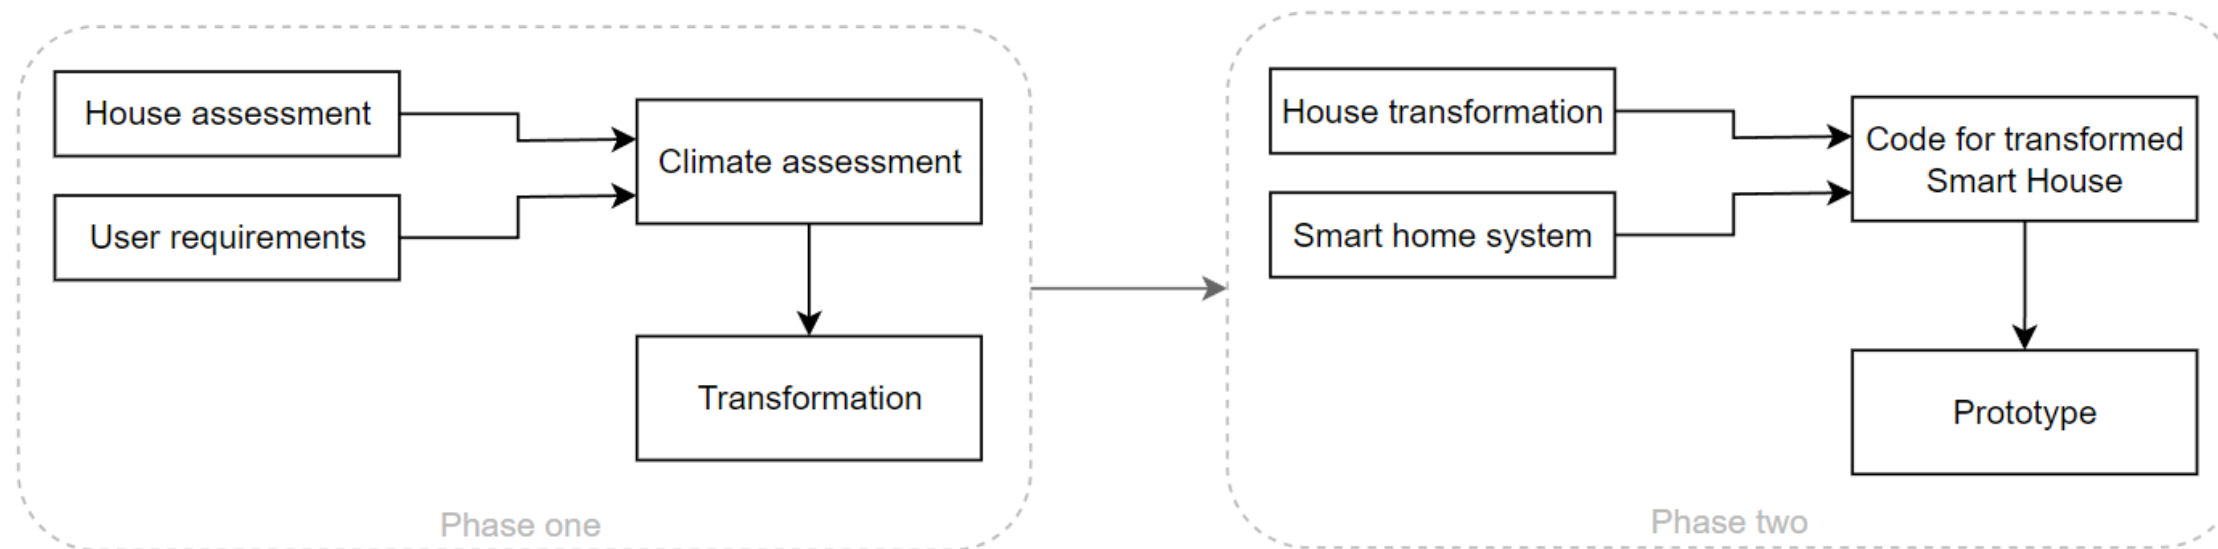 House assessment
User requirements
Climate assessment
Transformation
Phase one
House transformation
Smart home system
Code for transformed
Smart House
Prototype
Phase two